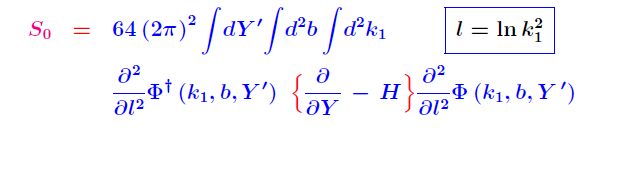 S₀ = 64 (2π)² ∫ dY′ ∫ d²b ∫ d²k₁ l = ln k₁²
∂²/∂l² Φ† (k₁, b, Y′) {∂/∂Y − H} ∂²/∂l² Φ (k₁, b, Y ′)